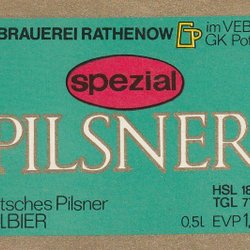 BRAUEREI RATHENOW im VEB
GK Po
spezial
PILSNER
tsches Pilsner
LBIER
HSL 18
TGL 7
0,5l EVP 1,